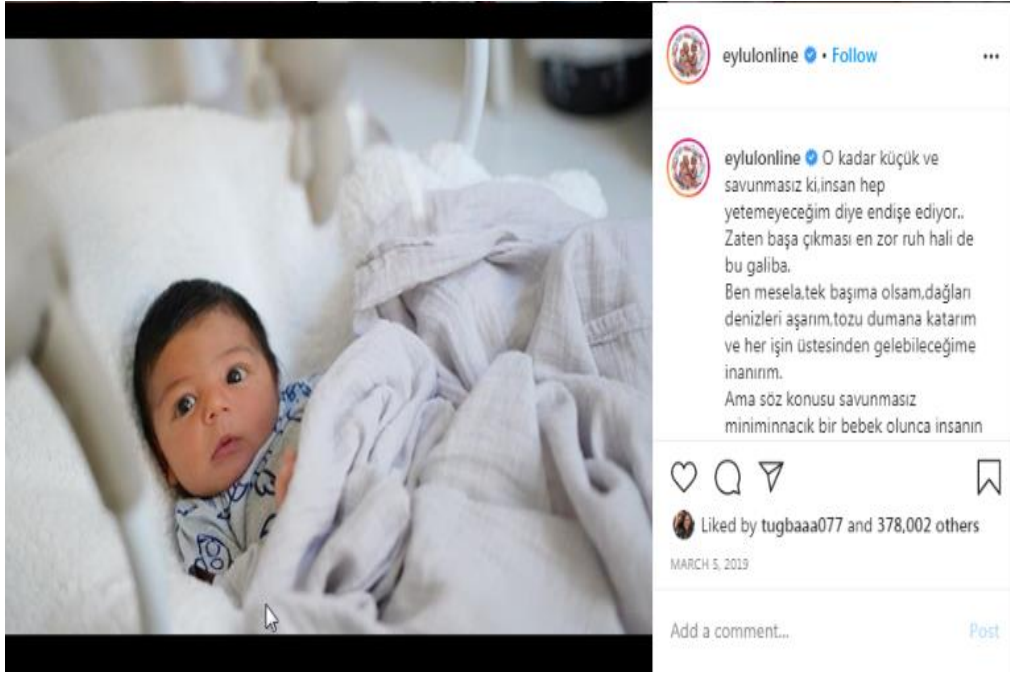 eylulonline • Follow
eylulonline O kadar küçük ve
savunmasız ki,insan hep
yetemeyeceğim diye endişe ediyor..
Zaten başa çıkması en zor ruh hali de
bu galiba.
Ben mesela,tek başıma olsam,dağları
denizleri aşarım,tozu dumana katarım
ve her işin üstesinden gelebileceğime
inanırım.
Ama söz konusu savunmasız
miniminnacık bir bebek olunca insanın
Liked by tugbaaa077 and 378,002 others
MARCH 5, 2019
Add a comment...
Post